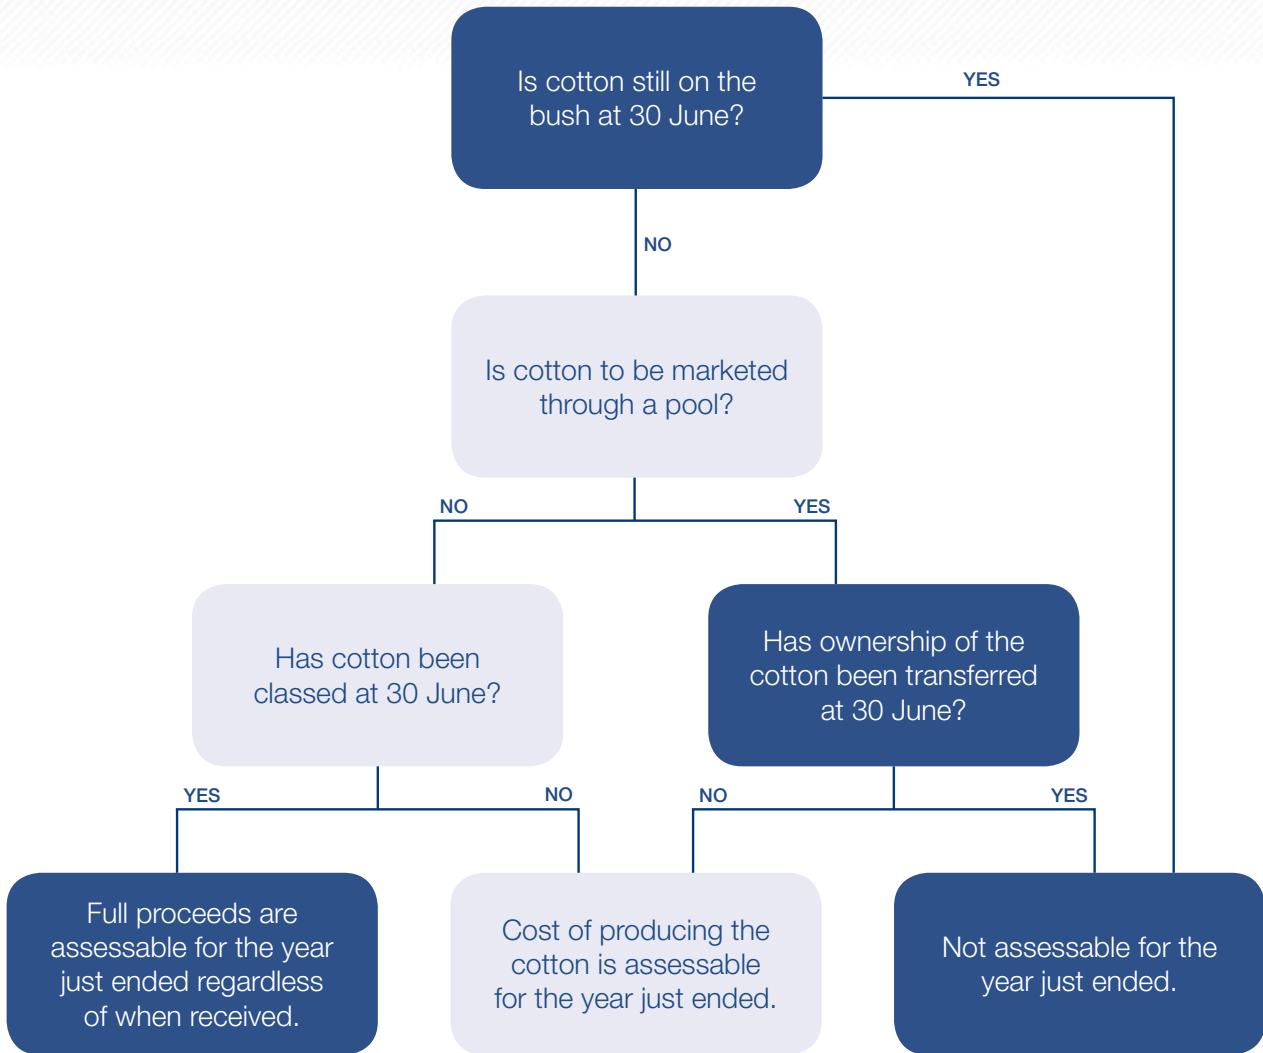 Is cotton still on the
bush at 30 June?
YES
NO
Is cotton to be marketed
through a pool?
NO
YES
Has cotton been
classed at 30 June?
Has ownership of the
cotton been transferred
at 30 June?
YES
NO
NO
YES
Full proceeds are
assessable for the year
just ended regardless
of when received.
Cost of producing the
cotton is assessable
for the year just ended.
Not assessable for the
year just ended.